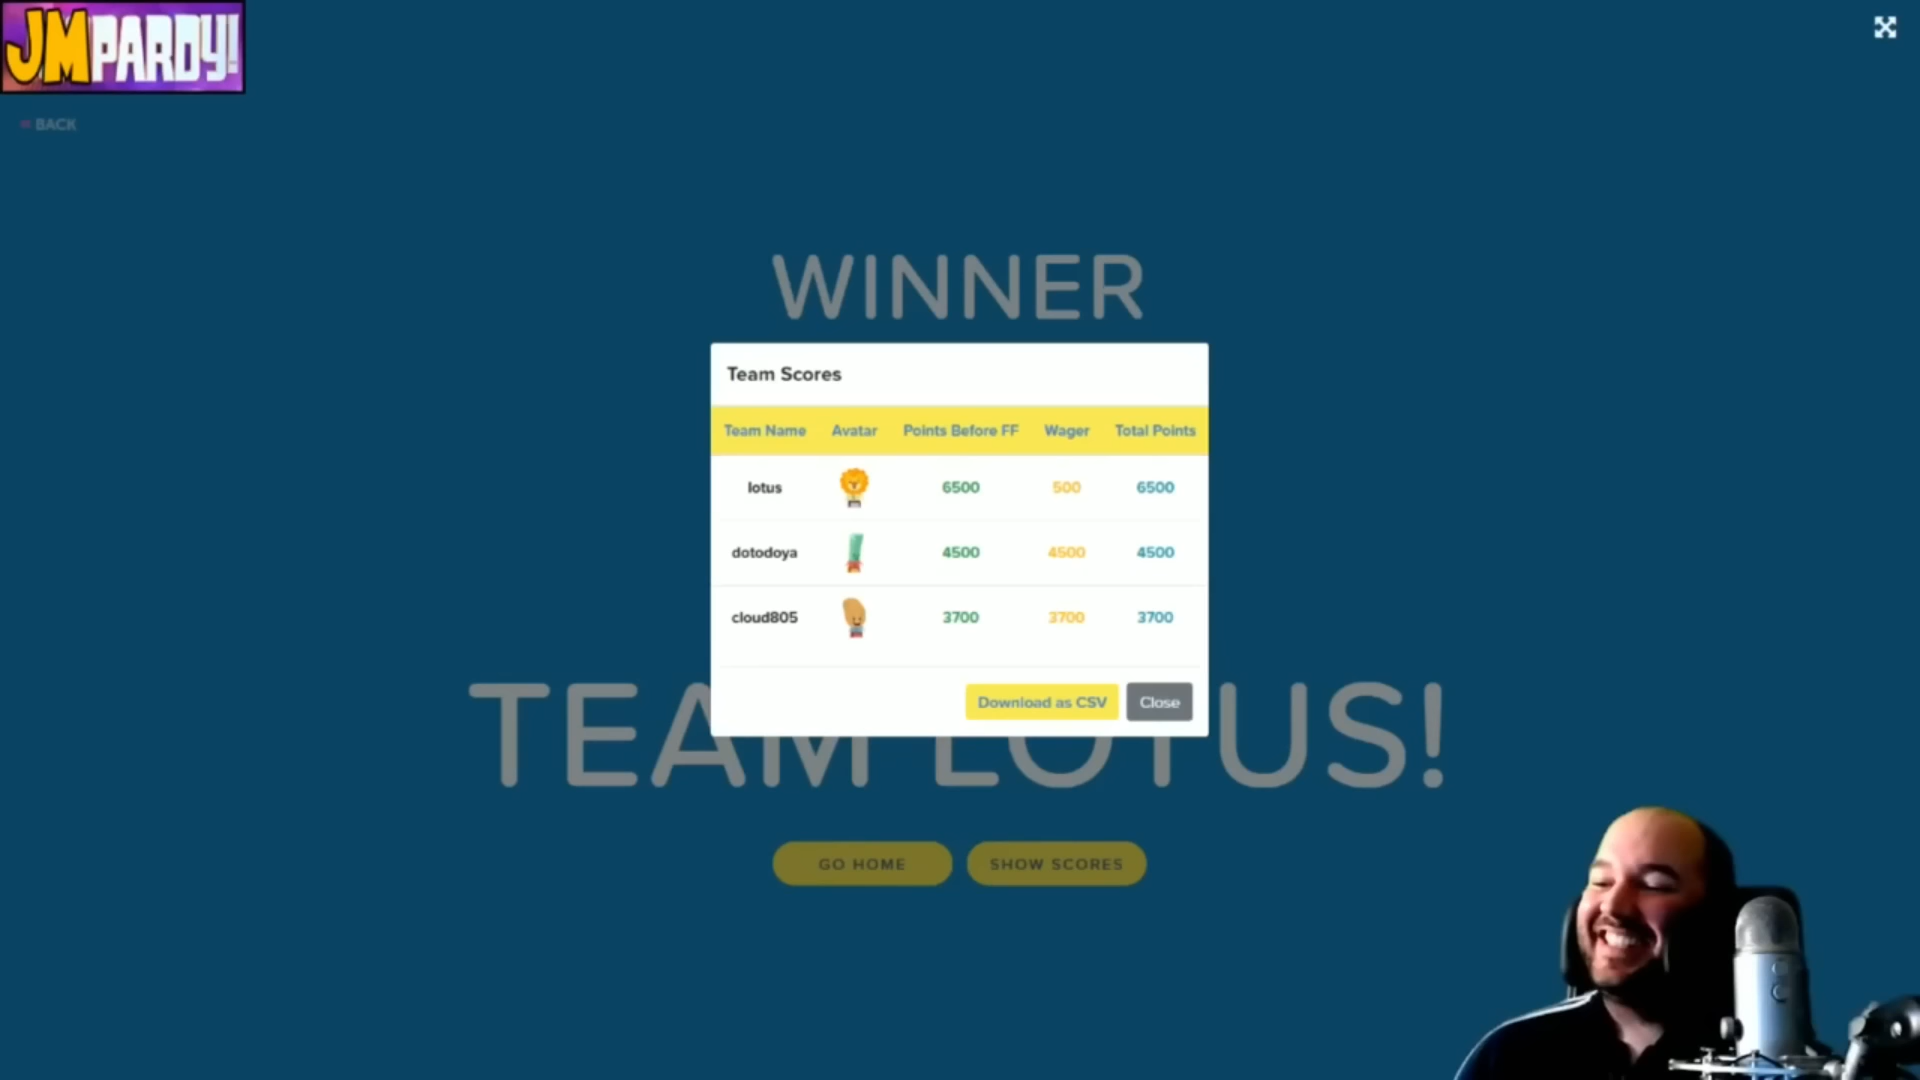 JMPARDY!
BACK
WINNER
Team Scores
Team Name Avatar Points Before FF Wager Total Points
lotus 6500 500 6500
dotodoya 4500 4500 4500
cloud805 3700 3700 3700
Download as CSV Close
TEAM LOTUS!
GO HOME SHOW SCORES